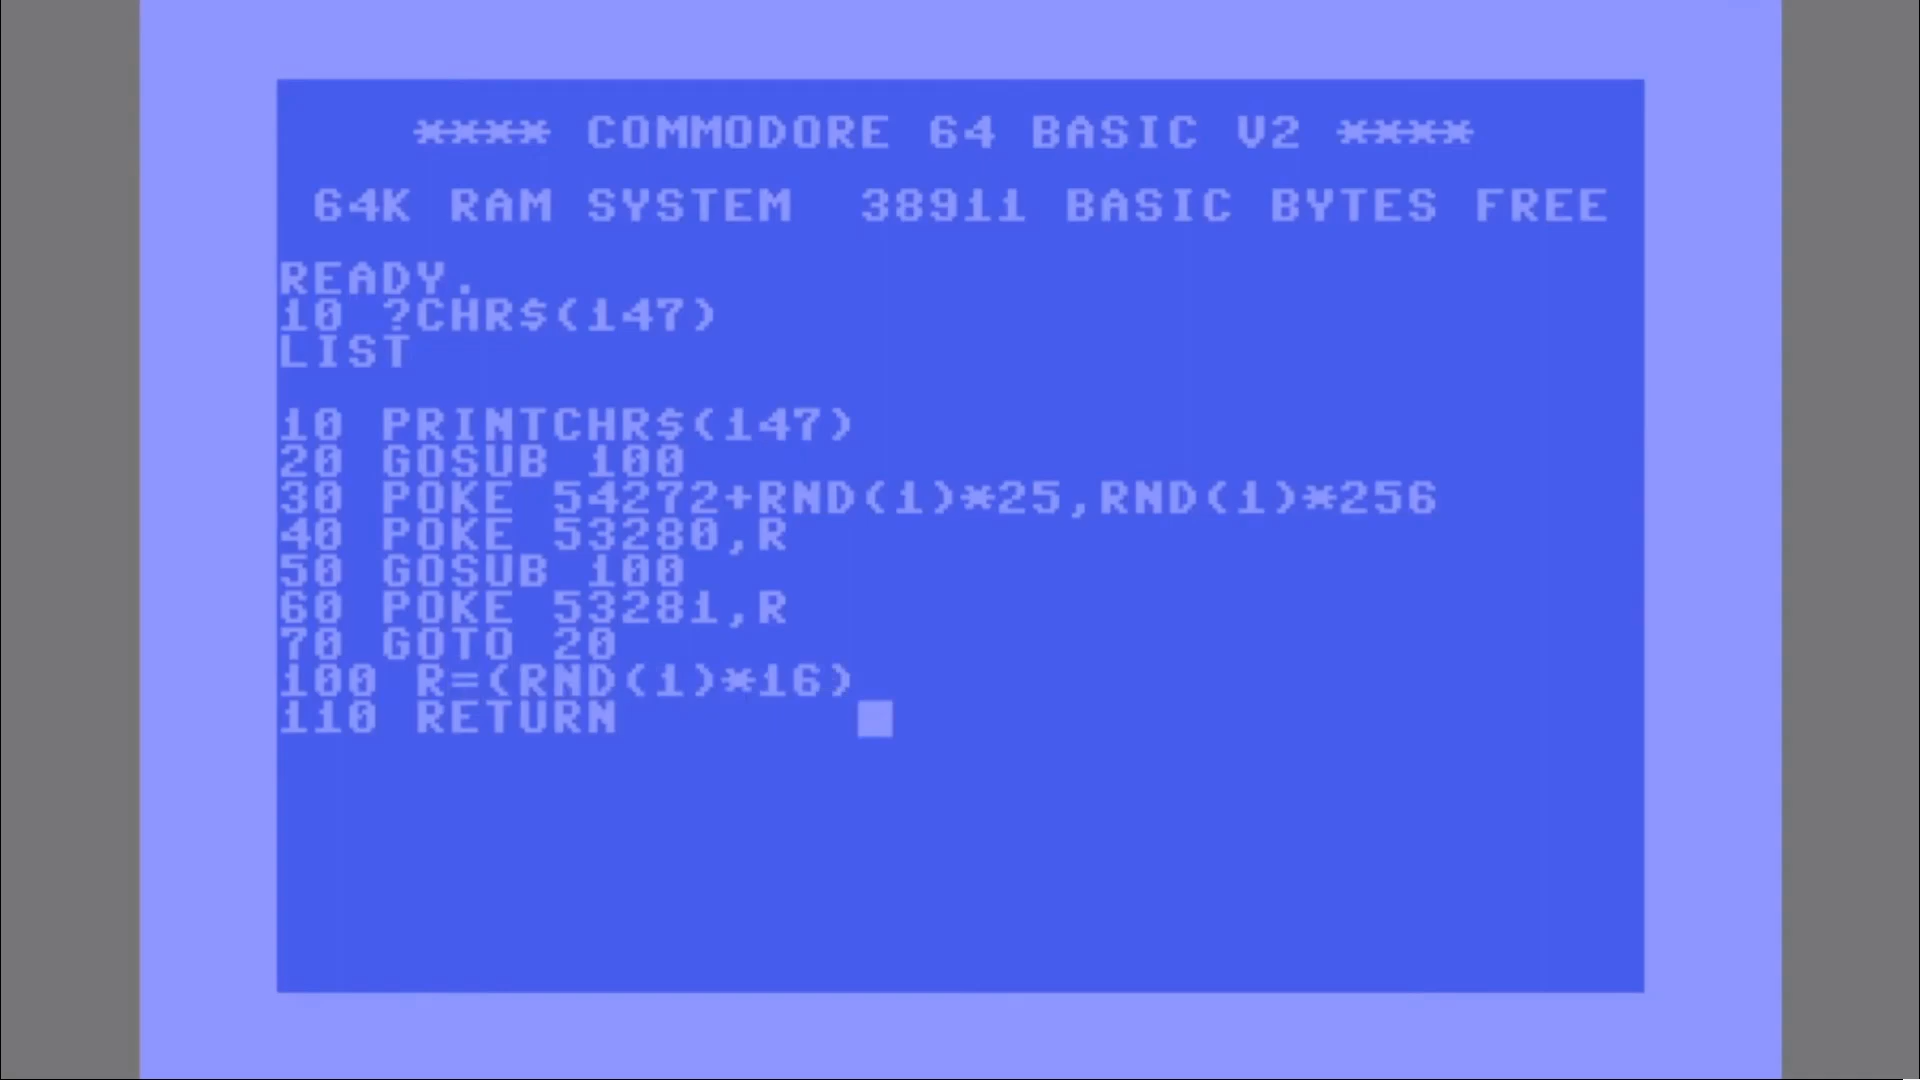 **** COMMODORE 64 BASIC V2 ****
64K RAM SYSTEM  38911 BASIC BYTES FREE
READY.
10 ?CHR$(147)
LIST
10 PRINTCHR$(147)
20 GOSUB 100
30 POKE 54272+RND(1)*25,RND(1)*256
40 POKE 53280,R
50 GOSUB 100
60 POKE 53281,R
70 GOTO 20
100 R=(RND(1)*16)
110 RETURN